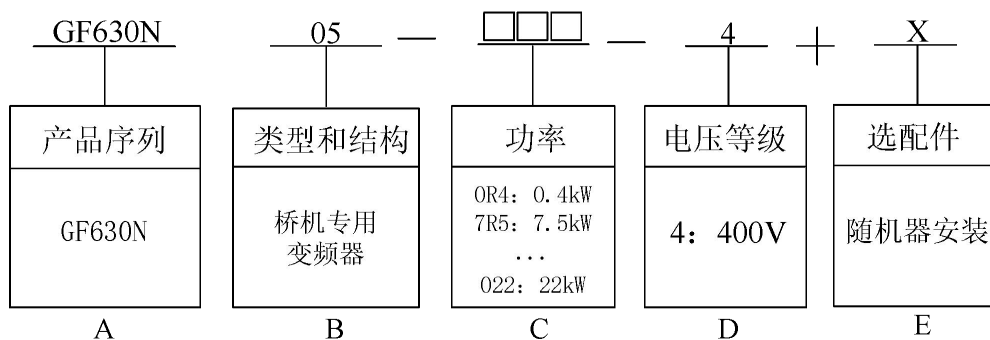 GF630N 05 — □□□ — 4 + X
产品序列 类型和结构 功率 电压等级 选配件
GF630N
桥机专用
变频器
0R4：0.4kW
7R5：7.5kW
...
022：22kW
4：400V
随机器安装
A B C D E